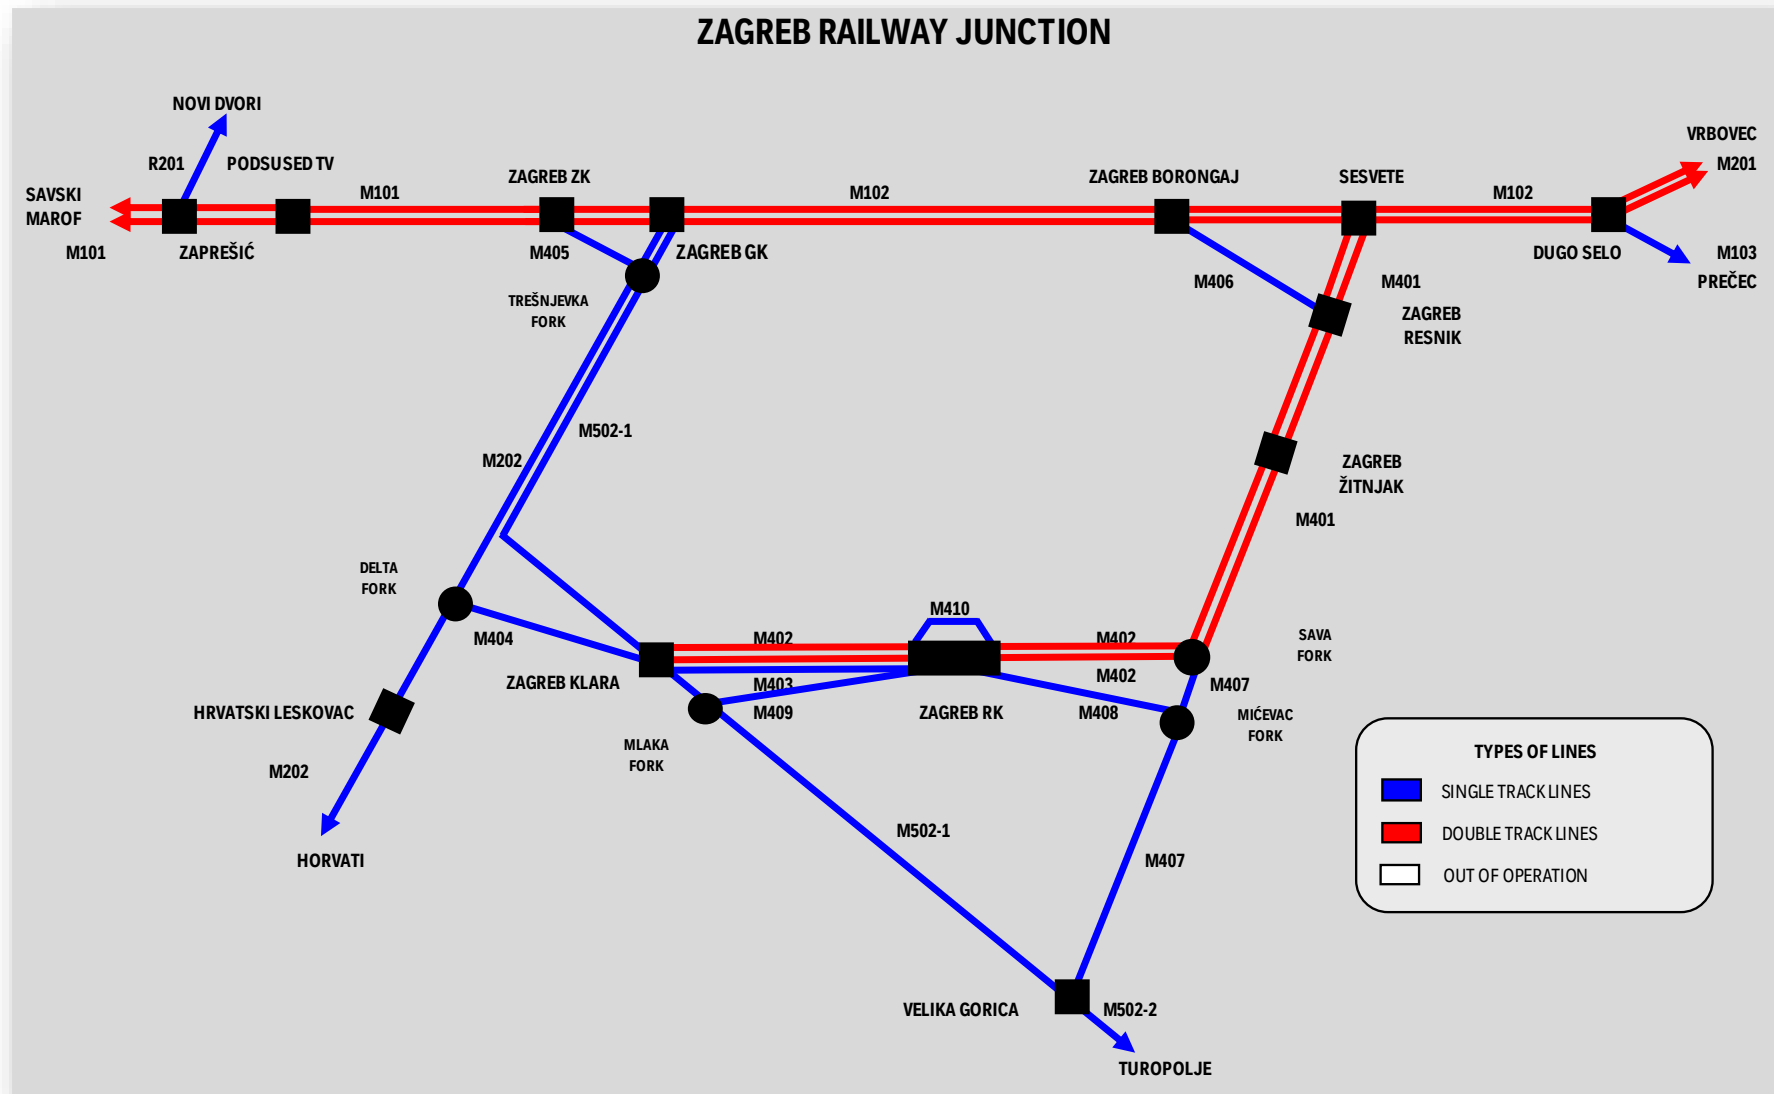 ZAGREB RAILWAY JUNCTION
NOVI DVORI
VRBOVEC
R201
PODSUSED TV
M201
ZAGREB ZK
ZAGREB BORONGAJ
SESVETE
SAVSKI
MAROF
M101
M102
M102
M101
ZAPREŠIĆ
M405
ZAGREB GK
DUGO SELO
M103
PREČEC
M406
M401
TREŠNJEVKA
FORK
ZAGREB
RESNIK
M502-1
M202
ZAGREB
ŽITNJAK
M401
DELTA
FORK
M410
M404
M402
M402
SAVA
FORK
ZAGREB KLARA
M403
M402
M407
HRVATSKI LESKOVAC
M409
ZAGREB RK
M408
MIĆEVAC
FORK
MLAKA
FORK
M202
TYPES OF LINES
SINGLE TRACK LINES
DOUBLE TRACK LINES
OUT OF OPERATION
M502-1
HORVATI
M407
VELIKA GORICA
M502-2
TUROPOLJE